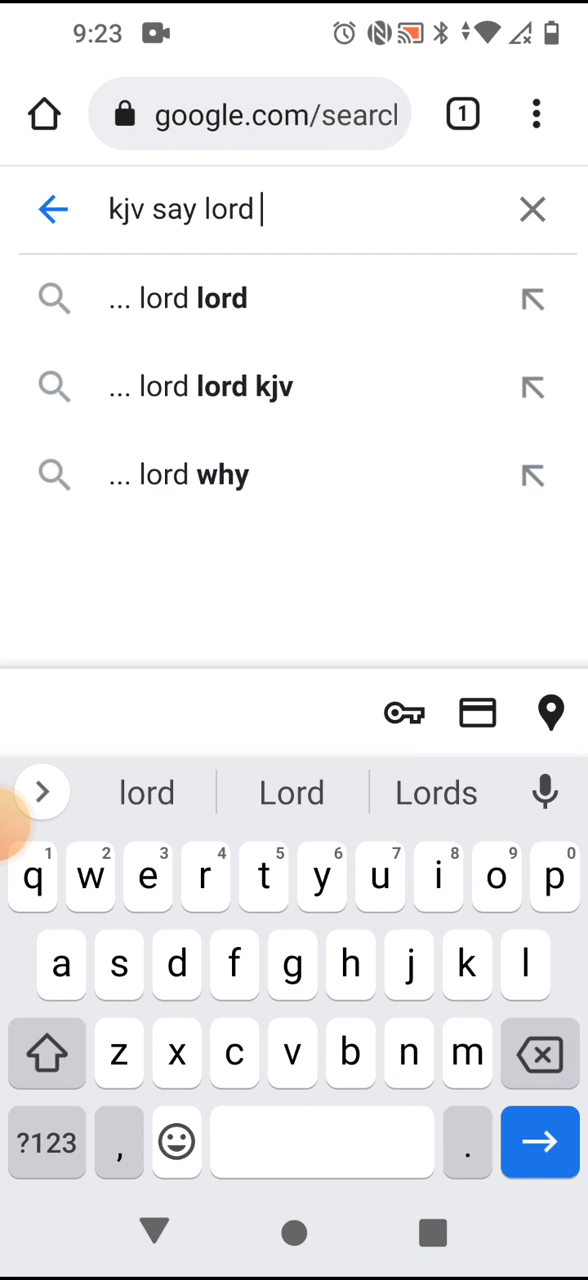 9:23
google.com/search
1
kjv say lord
... lord lord
... lord lord kjv
... lord why
lord Lord Lords
1 2 3 4 5 6 7 8 9 0
q w e r t y u i o p
a s d f g h j k l
z x c v b n m
?123 , .